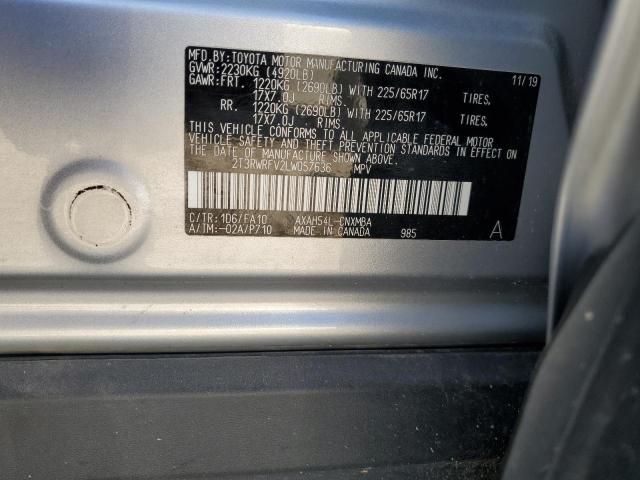 MFD.BY:TOYOTA MOTOR MANUFACTURING CANADA INC.
GVWR:2230KG (4920LB) 11/19
GAWR:FRT. 1220KG (2690LB) WITH 225/65R17 TIRES,
17X7.0J RIMS,
RR. 1220KG (2690LB) WITH 225/65R17 TIRES,
17X7.0J RIMS.
THIS VEHICLE CONFORMS TO ALL APPLICABLE FEDERAL MOTOR
VEHICLE SAFETY AND THEFT PREVENTION STANDARDS IN EFFECT ON
THE DATE OF MANUFACTURE SHOWN ABOVE.
2T3RWRFV2LW057636 MPV
C/TR:1D6/FA10 AXAH54L-CNXMBA
A/TM:-02A/P710 MADE IN CANADA 985 A